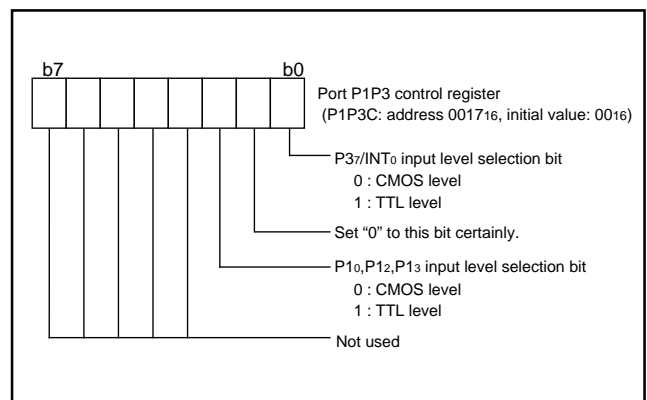 b7 b0
Port P1P3 control register
(P1P3C: address 001716, initial value: 0016)
P37/INT0 input level selection bit
0 : CMOS level
1 : TTL level
Set “0” to this bit certainly.
P10,P12,P13 input level selection bit
0 : CMOS level
1 : TTL level
Not used